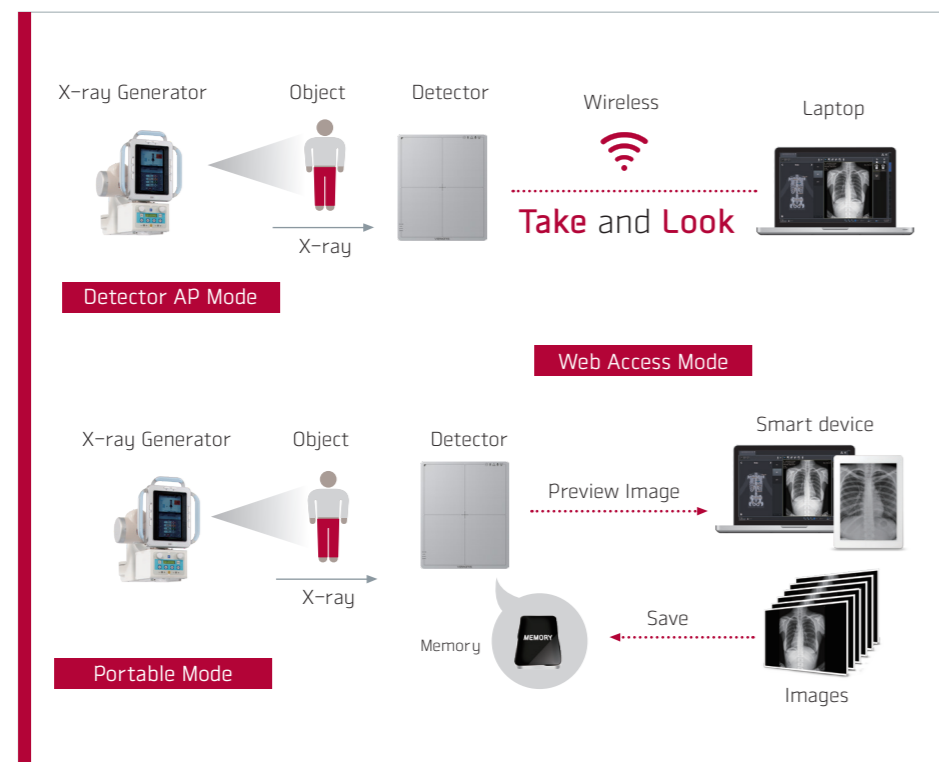 X-ray Generator
Object
Detector
Wireless
Laptop
Take and Look
X-ray
Detector AP Mode
Web Access Mode
X-ray Generator
Object
Detector
Smart device
Preview Image
X-ray
Memory
MEMORY
Save
Portable Mode
Images